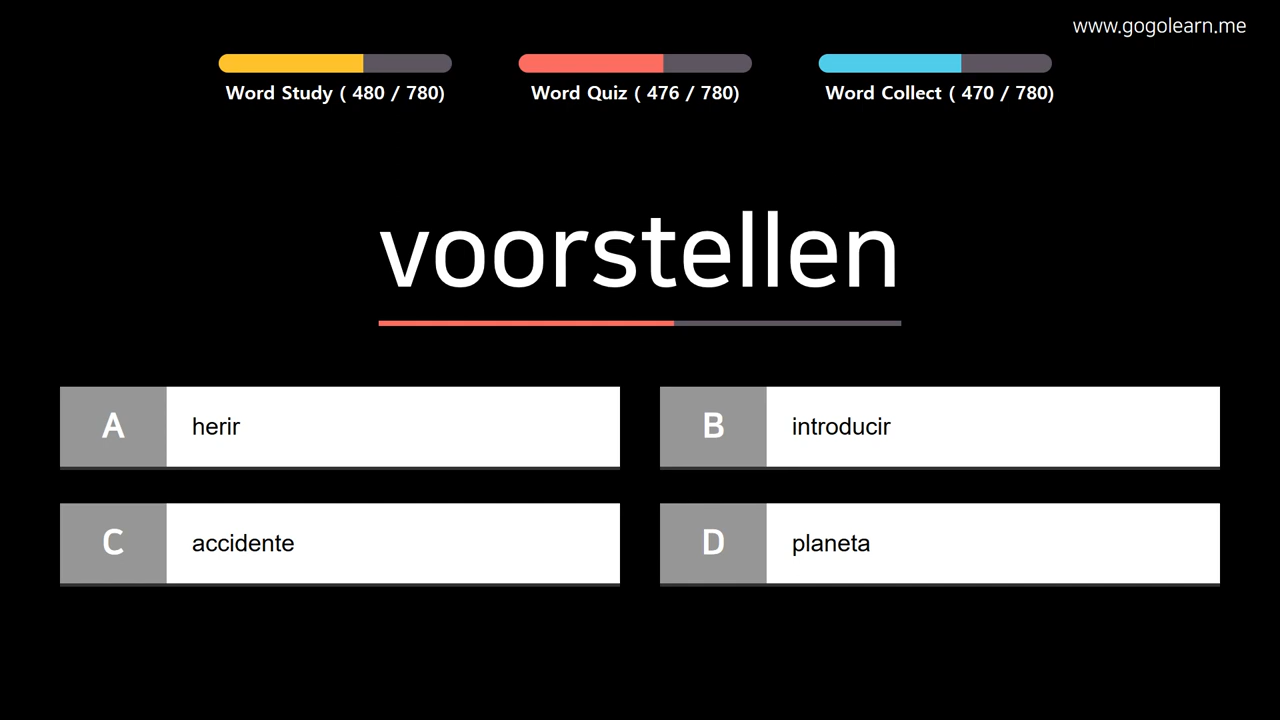 www.gogolearn.me
Word Study ( 480 / 780)
Word Quiz ( 476 / 780)
Word Collect ( 470 / 780)
voorstellen
A herir
B introducir
C accidente
D planeta